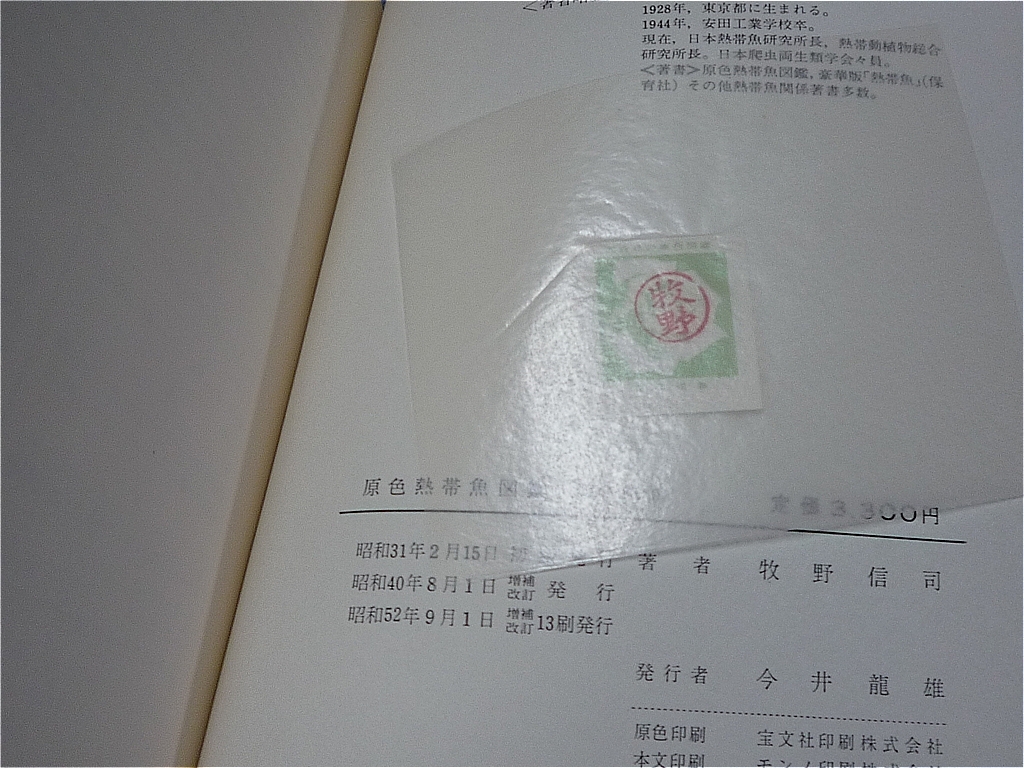 1928年，東京都に生まれる。
1944年，安田工業学校卒。
現在，日本熱帯魚研究所長，熱帯動植物総合
研究所長。日本爬虫両生類学会々員。
＜著書＞原色熱帯魚図鑑，豪華版「熱帯魚」（保
育社）その他熱帯魚関係著書多数。
牧野
原色熱帯魚図
定価3,300円
昭和31年2月15日
昭和40年8月1日 増補改訂 発行
昭和52年9月1日 増補改訂13刷発行
著者 牧野信司
発行者 今井龍雄
原色印刷 宝文社印刷株式会社
本文印刷